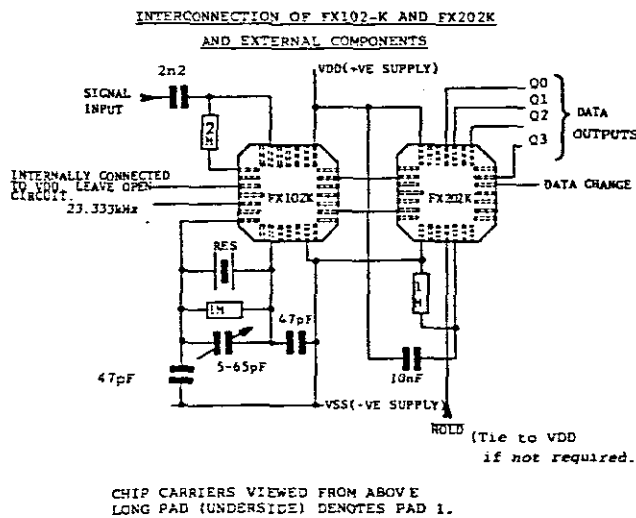 INTERCONNECTION OF FX102-K AND FX202K
AND EXTERNAL COMPONENTS
2n2
VDD(+VE SUPPLY)
SIGNAL
INPUT
Q0
Q1
Q2
Q3
DATA
OUTPUTS
2
M
INTERNALLY CONNECTED
TO VDD, LEAVE OPEN
CIRCUIT.
23.333kHz
FX102K
FX202K
DATA CHANGE
RES
1M
47pF
5-65pF
47pF
1
M
10nF
VSS(-VE SUPPLY)
HOLD
(Tie to VDD
if not required.
CHIP CARRIERS VIEWED FROM ABOVE
LONG PAD (UNDERSIDE) DENOTES PAD 1.